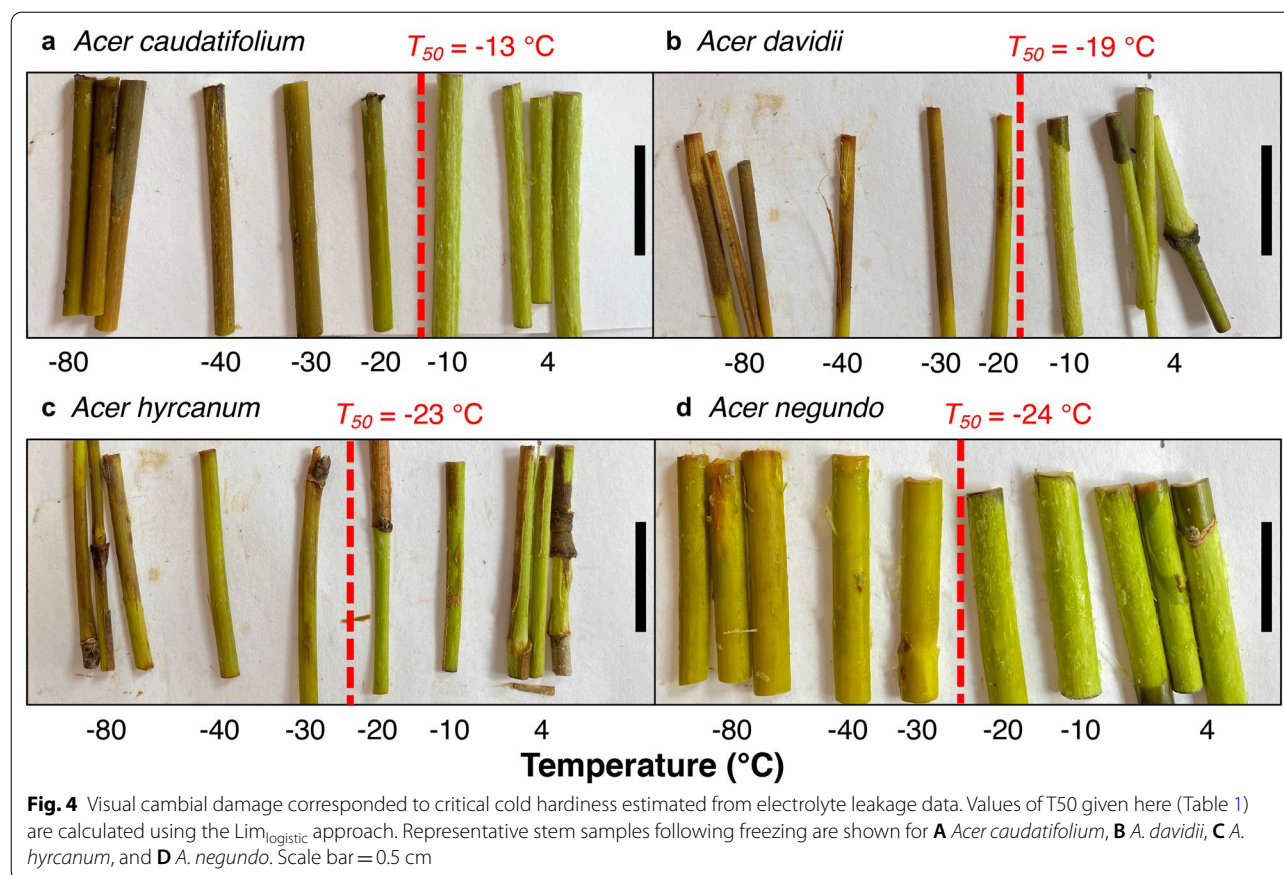 a Acer caudatifolium
T50 = -13 °C
b Acer davidii
T50 = -19 °C
-80 -40 -30 -20 -10 4
-80 -40 -30 -20 -10 4
c Acer hyrcanum
T50 = -23 °C
d Acer negundo
T50 = -24 °C
-80 -40 -30 -20 -10 4
-80 -40 -30 -20 -10 4
Temperature (°C)
Fig. 4 Visual cambial damage corresponded to critical cold hardiness estimated from electrolyte leakage data. Values of T50 given here (Table 1)
are calculated using the Limlogistic approach. Representative stem samples following freezing are shown for A Acer caudatifolium, B A. davidii, C A.
hyrcanum, and D A. negundo. Scale bar = 0.5 cm